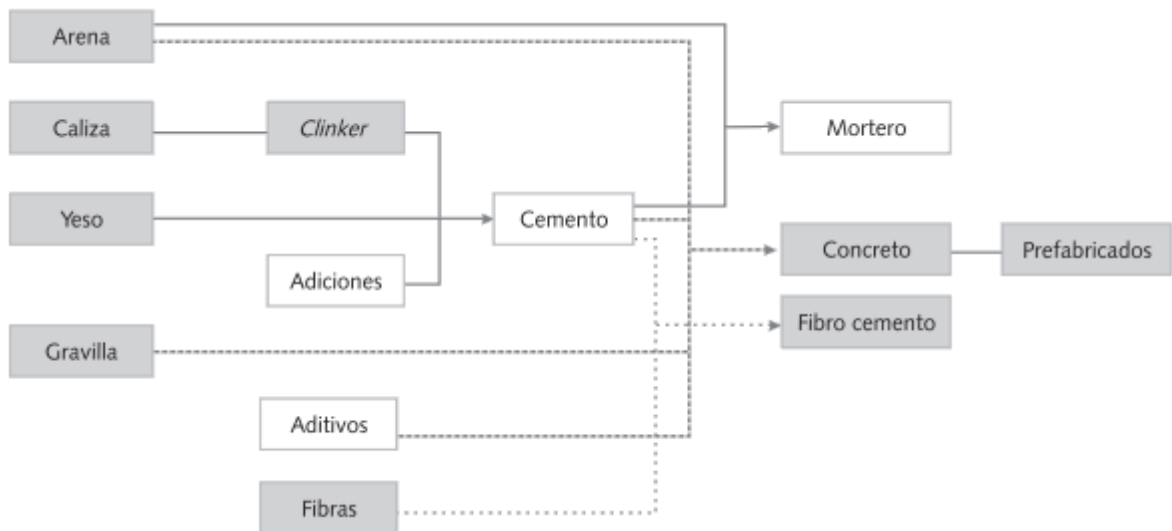 Arena
Caliza
Clinker
Mortero
Yeso
Cemento
Adiciones
Concreto
Prefabricados
Fibro cemento
Gravilla
Aditivos
Fibras